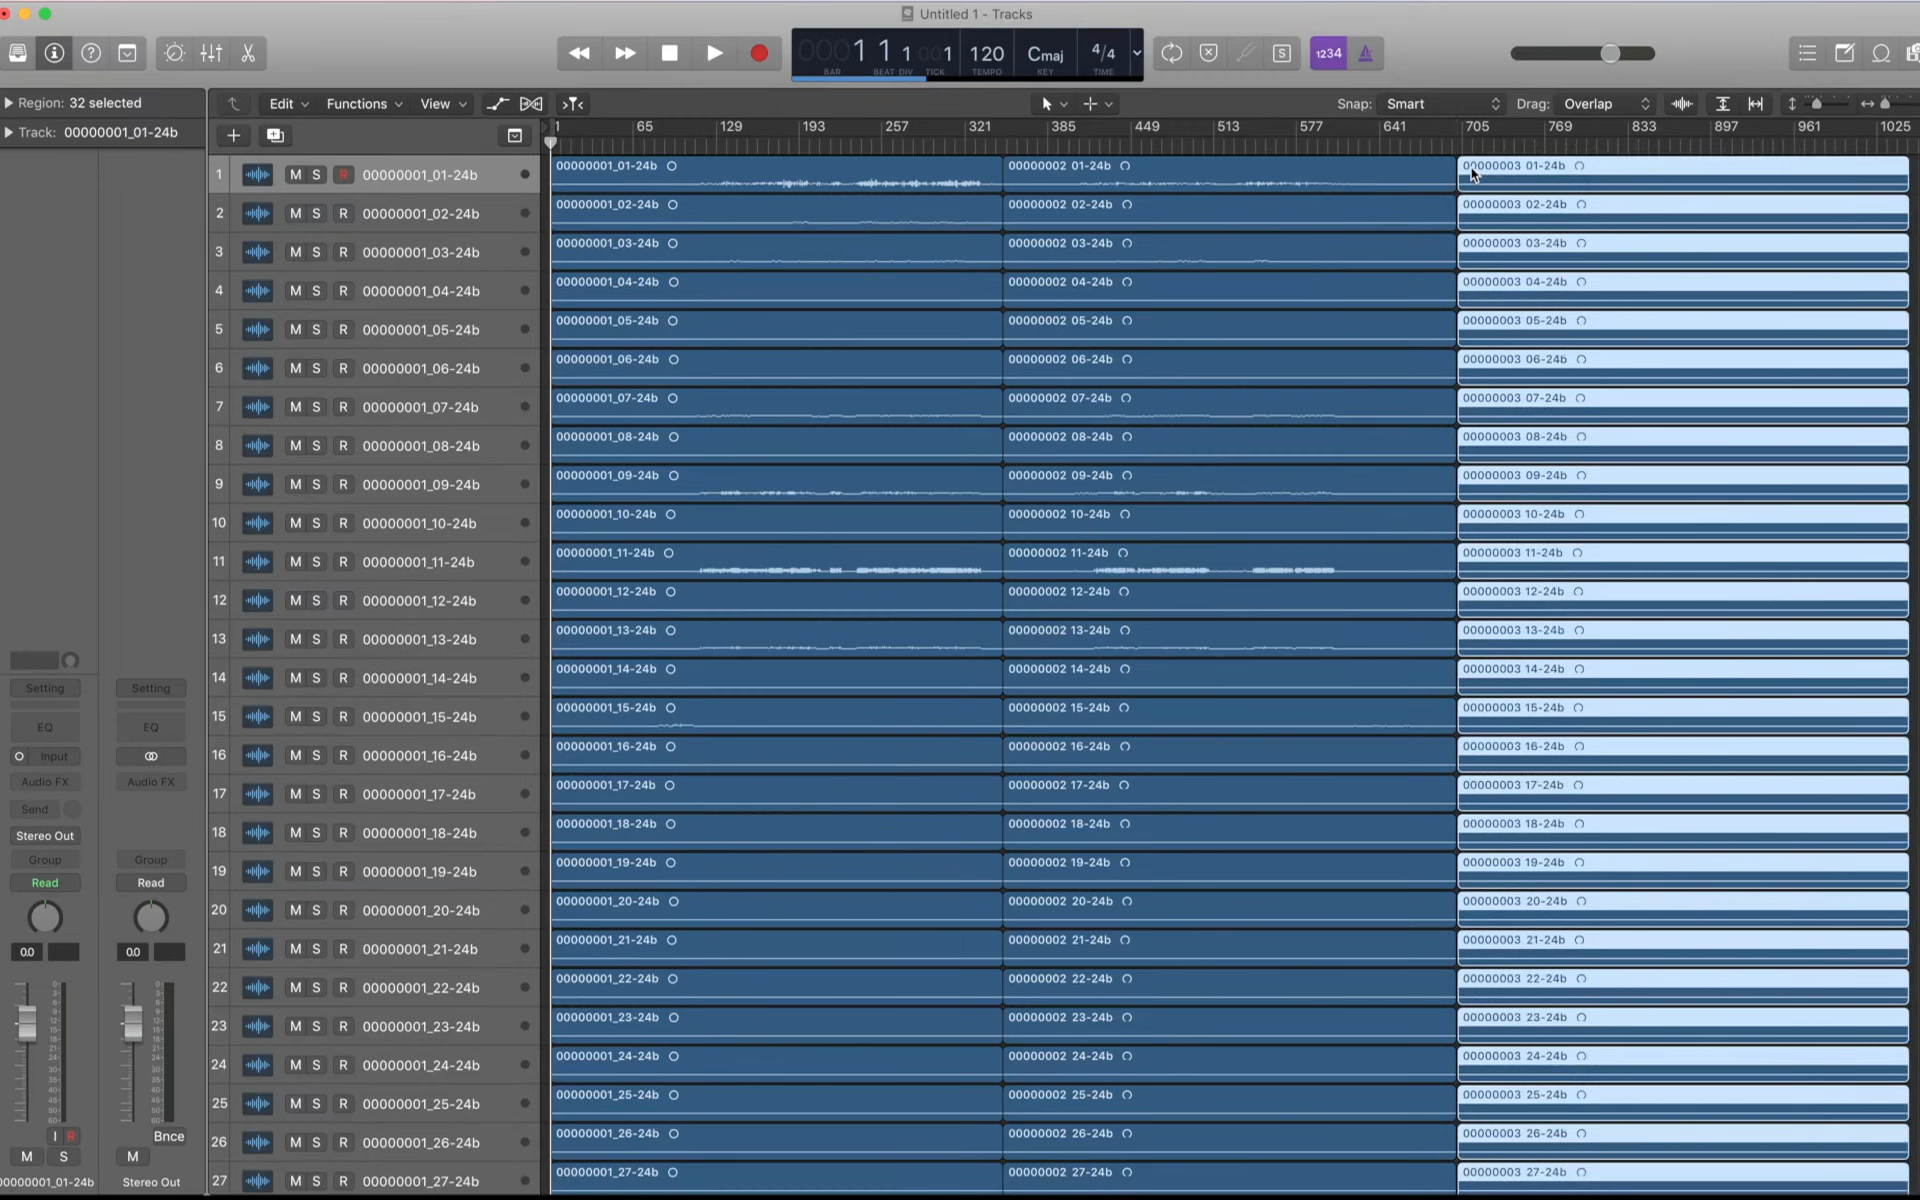 Untitled 1 - Tracks
0001 1 1 001 120 Cmaj 4/4
BAR BEAT DIV TICK TEMPO KEY TIME
S 1234
Region: 32 selected
Edit Functions View Snap: Smart Drag: Overlap
Track: 00000001_01-24b
1 65 129 193 257 321 385 449 513 577 641 705 769 833 897 961 1025
1 M S R 00000001_01-24b 00000001_01-24b 00000002 01-24b 00000003 01-24b
2 M S R 00000001_02-24b 00000001_02-24b 00000002 02-24b 00000003 02-24b
3 M S R 00000001_03-24b 00000001_03-24b 00000002 03-24b 00000003 03-24b
4 M S R 00000001_04-24b 00000001_04-24b 00000002 04-24b 00000003 04-24b
5 M S R 00000001_05-24b 00000001_05-24b 00000002 05-24b 00000003 05-24b
6 M S R 00000001_06-24b 00000001_06-24b 00000002 06-24b 00000003 06-24b
7 M S R 00000001_07-24b 00000001_07-24b 00000002 07-24b 00000003 07-24b
8 M S R 00000001_08-24b 00000001_08-24b 00000002 08-24b 00000003 08-24b
9 M S R 00000001_09-24b 00000001_09-24b 00000002 09-24b 00000003 09-24b
10 M S R 00000001_10-24b 00000001_10-24b 00000002 10-24b 00000003 10-24b
11 M S R 00000001_11-24b 00000001_11-24b 00000002 11-24b 00000003 11-24b
12 M S R 00000001_12-24b 00000001_12-24b 00000002 12-24b 00000003 12-24b
13 M S R 00000001_13-24b 00000001_13-24b 00000002 13-24b 00000003 13-24b
14 M S R 00000001_14-24b 00000001_14-24b 00000002 14-24b 00000003 14-24b
15 M S R 00000001_15-24b 00000001_15-24b 00000002 15-24b 00000003 15-24b
16 M S R 00000001_16-24b 00000001_16-24b 00000002 16-24b 00000003 16-24b
17 M S R 00000001_17-24b 00000001_17-24b 00000002 17-24b 00000003 17-24b
18 M S R 00000001_18-24b 00000001_18-24b 00000002 18-24b 00000003 18-24b
19 M S R 00000001_19-24b 00000001_19-24b 00000002 19-24b 00000003 19-24b
20 M S R 00000001_20-24b 00000001_20-24b 00000002 20-24b 00000003 20-24b
21 M S R 00000001_21-24b 00000001_21-24b 00000002 21-24b 00000003 21-24b
22 M S R 00000001_22-24b 00000001_22-24b 00000002 22-24b 00000003 22-24b
23 M S R 00000001_23-24b 00000001_23-24b 00000002 23-24b 00000003 23-24b
24 M S R 00000001_24-24b 00000001_24-24b 00000002 24-24b 00000003 24-24b
25 M S R 00000001_25-24b 00000001_25-24b 00000002 25-24b 00000003 25-24b
26 M S R 00000001_26-24b 00000001_26-24b 00000002 26-24b 00000003 26-24b
27 M S R 00000001_27-24b 00000001_27-24b 00000002 27-24b 00000003 27-24b
Setting Setting
EQ EQ
Input
Audio FX Audio FX
Send
Stereo Out
Group Group
Read Read
0.0 0.0
I R Bnce
M S M
00000001_01-24b Stereo Out